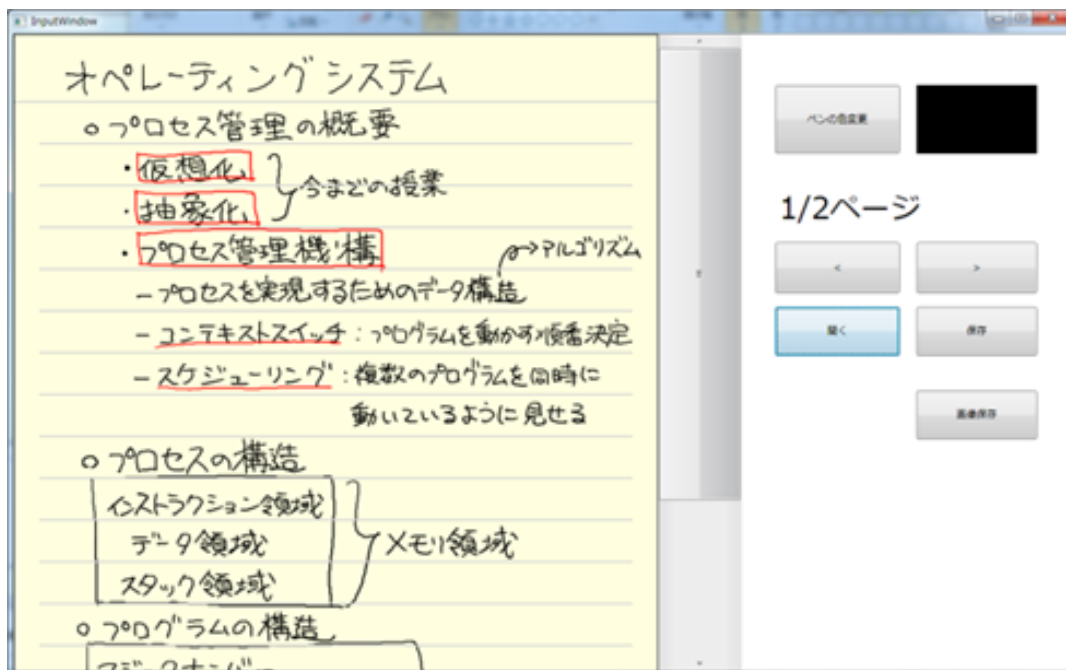 InputWindow
オペレーティングシステム
○プロセス管理の概要
・仮想化
・抽象化
今までの授業
・プロセス管理機構
→アルゴリズム
－プロセスを実現するためのデータ構造
－コンテキストスイッチ：プログラムを動かす順番決定
－スケジューリング：複数のプログラムを同時に
動いているように見せる
○プロセスの構造
インストラクション領域
データ領域
スタック領域
メモリ領域
○プログラムの構造
マジックナンバー
ペンの色変更
1/2ページ
<
>
開く
保存
画像保存